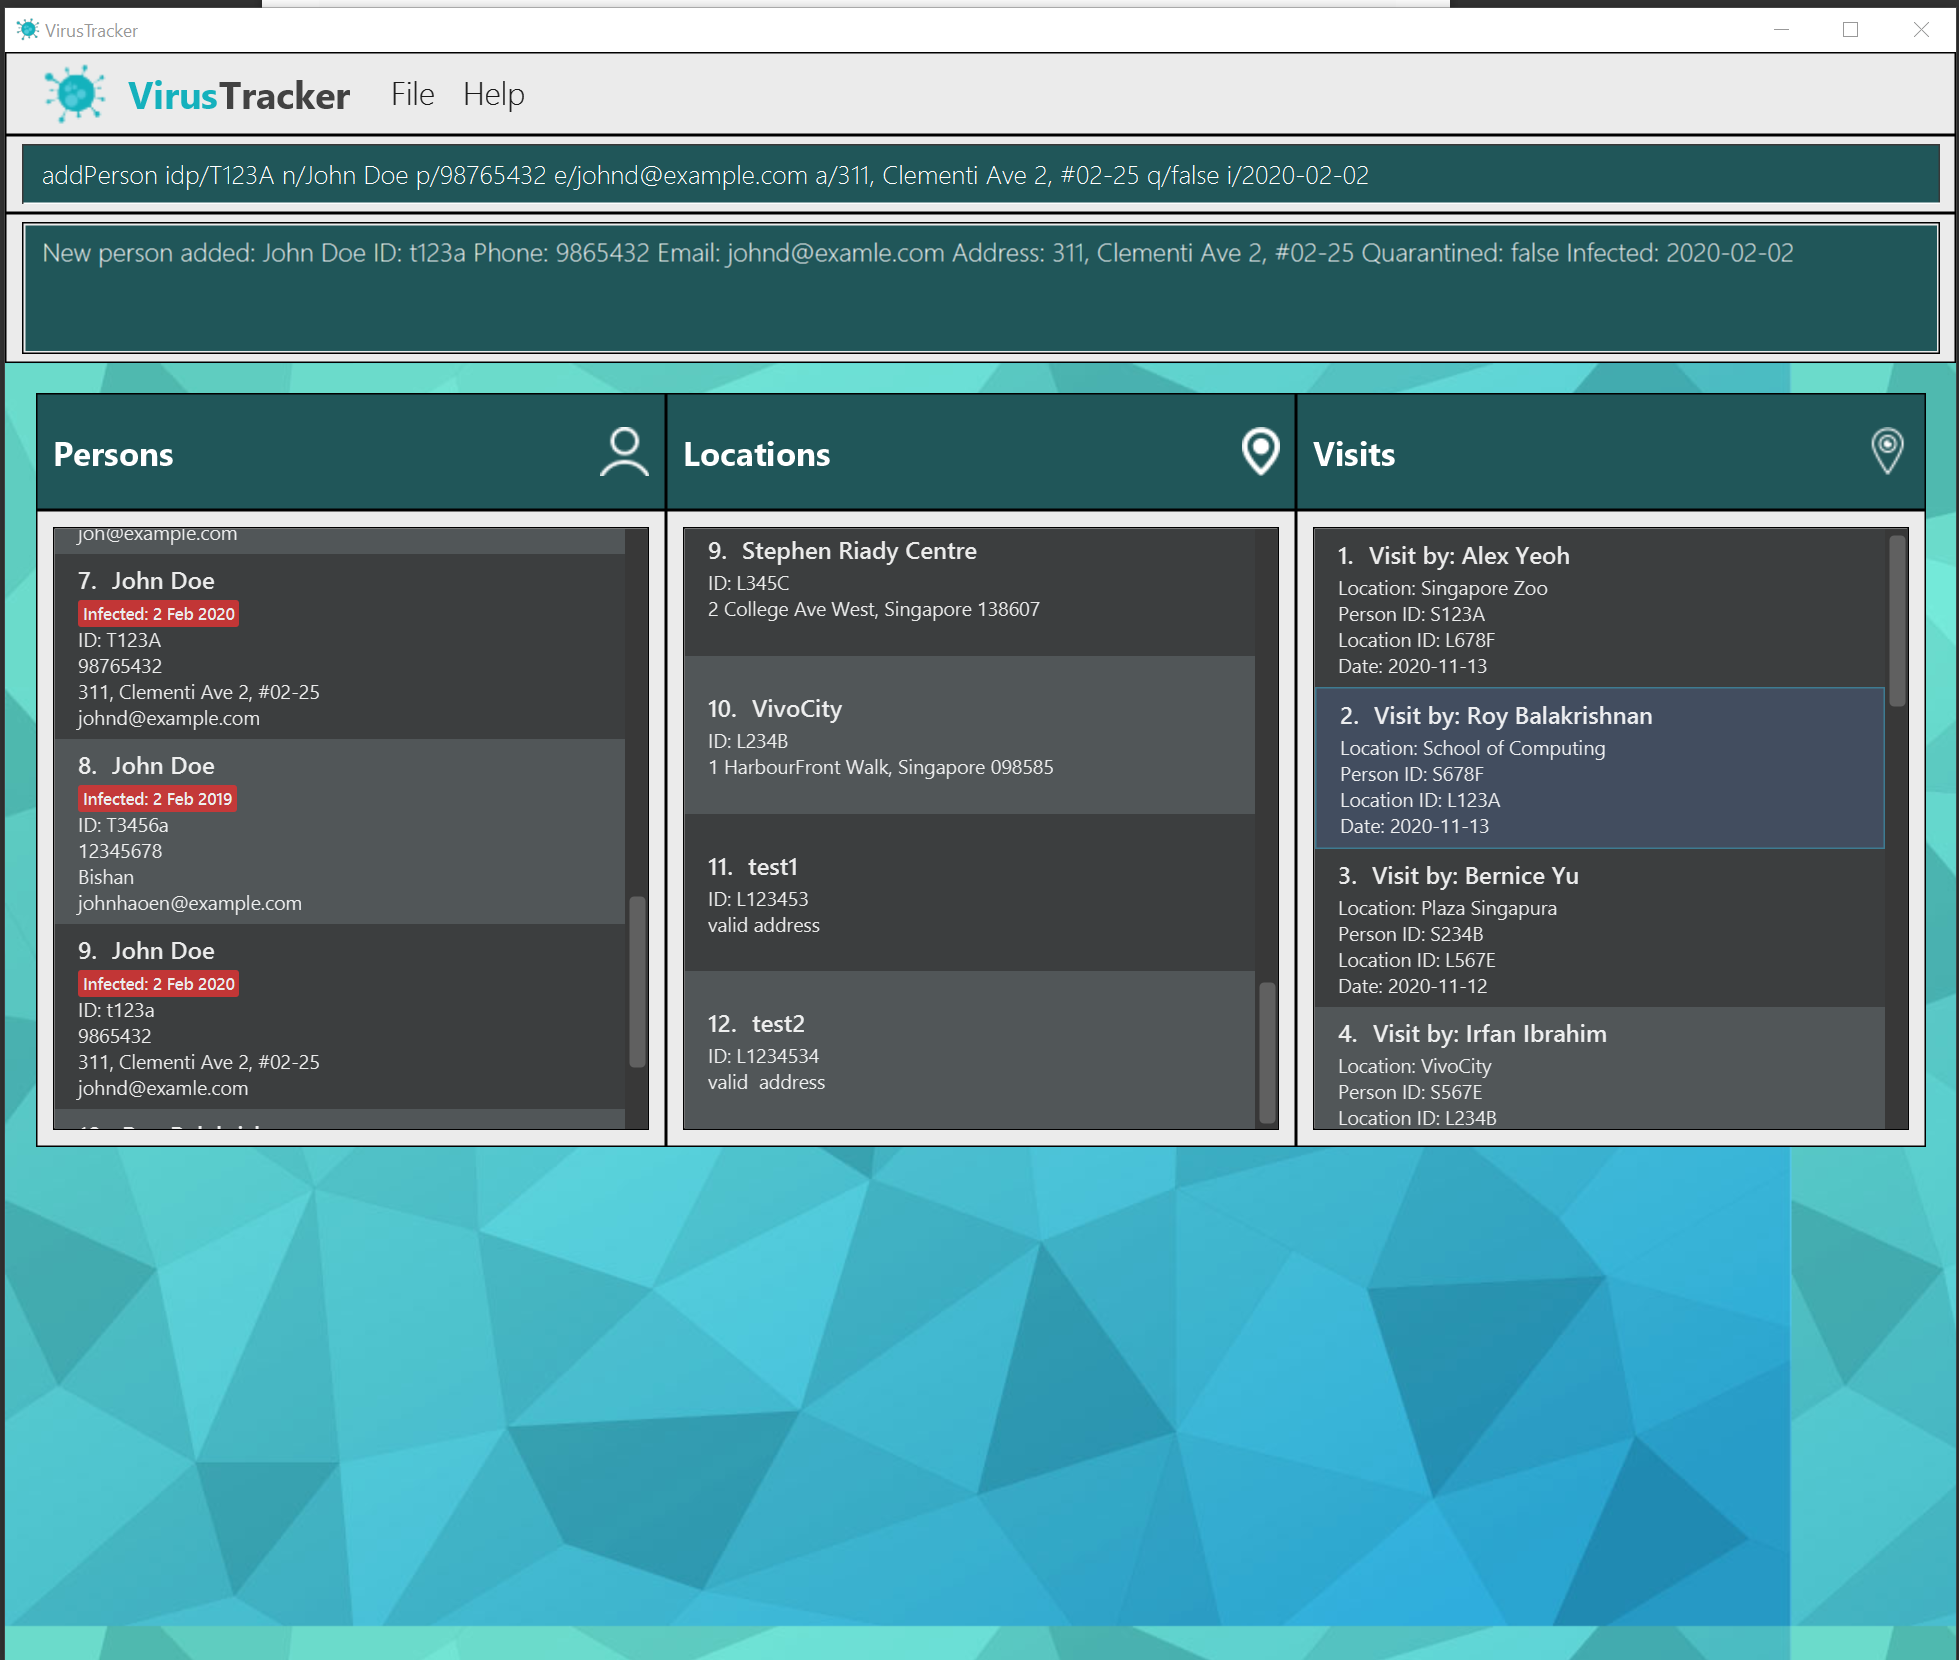 VirusTracker
VirusTracker File Help
addPerson idp/T123A n/John Doe p/98765432 e/johnd@example.com a/311, Clementi Ave 2, #02-25 q/false i/2020-02-02
New person added: John Doe ID: t123a Phone: 9865432 Email: johnd@examle.com Address: 311, Clementi Ave 2, #02-25 Quarantined: false Infected: 2020-02-02
Persons
joh@example.com
7. John Doe
Infected: 2 Feb 2020
ID: T123A
98765432
311, Clementi Ave 2, #02-25
johnd@example.com
8. John Doe
Infected: 2 Feb 2019
ID: T3456a
12345678
Bishan
johnhaoen@example.com
9. John Doe
Infected: 2 Feb 2020
ID: t123a
9865432
311, Clementi Ave 2, #02-25
johnd@examle.com
Locations
9. Stephen Riady Centre
ID: L345C
2 College Ave West, Singapore 138607
10. VivoCity
ID: L234B
1 HarbourFront Walk, Singapore 098585
11. test1
ID: L123453
valid address
12. test2
ID: L1234534
valid  address
Visits
1. Visit by: Alex Yeoh
Location: Singapore Zoo
Person ID: S123A
Location ID: L678F
Date: 2020-11-13
2. Visit by: Roy Balakrishnan
Location: School of Computing
Person ID: S678F
Location ID: L123A
Date: 2020-11-13
3. Visit by: Bernice Yu
Location: Plaza Singapura
Person ID: S234B
Location ID: L567E
Date: 2020-11-12
4. Visit by: Irfan Ibrahim
Location: VivoCity
Person ID: S567E
Location ID: L234B